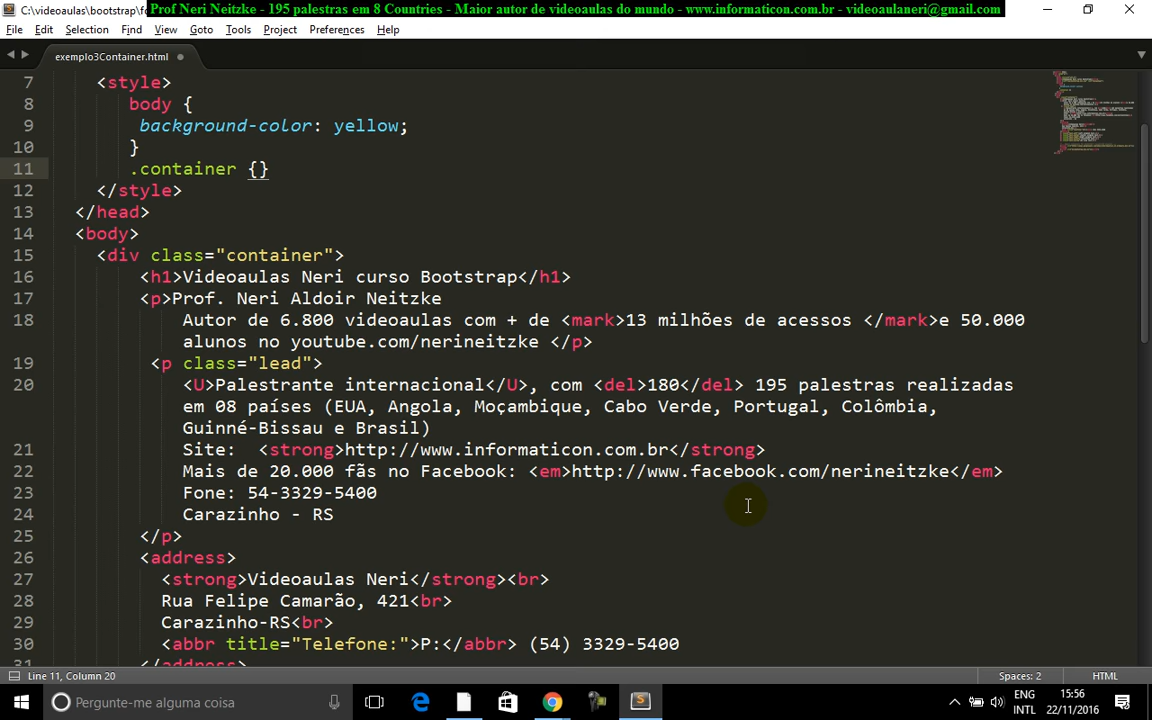 C:\videoaulas\bootstrap\fo
Prof Neri Neitzke - 195 palestras em 8 Countries - Maior autor de videoaulas do mundo - www.informaticon.com.br - videoaulaneri@gmail.com
File Edit Selection Find View Goto Tools Project Preferences Help
exemplo3Container.html
7 <style>
8 body {
9 background-color: yellow;
10 }
11 .container {}
12 </style>
13 </head>
14 <body>
15 <div class="container">
16 <h1>Videoaulas Neri curso Bootstrap</h1>
17 <p>Prof. Neri Aldoir Neitzke
18 Autor de 6.800 videoaulas com + de <mark>13 milhões de acessos </mark>e 50.000
alunos no youtube.com/nerineitzke </p>
19 <p class="lead">
20 <U>Palestrante internacional</U>, com <del>180</del> 195 palestras realizadas
em 08 países (EUA, Angola, Moçambique, Cabo Verde, Portugal, Colômbia,
Guinné-Bissau e Brasil)
21 Site: <strong>http://www.informaticon.com.br</strong>
22 Mais de 20.000 fãs no Facebook: <em>http://www.facebook.com/nerineitzke</em>
23 Fone: 54-3329-5400
24 Carazinho - RS
25 </p>
26 <address>
27 <strong>Videoaulas Neri</strong><br>
28 Rua Felipe Camarão, 421<br>
29 Carazinho-RS<br>
30 <abbr title="Telefone:">P:</abbr> (54) 3329-5400
31 </address>
Line 11, Column 20 Spaces: 2 HTML
Pergunte-me alguma coisa
ENG 15:56
INTL 22/11/2016